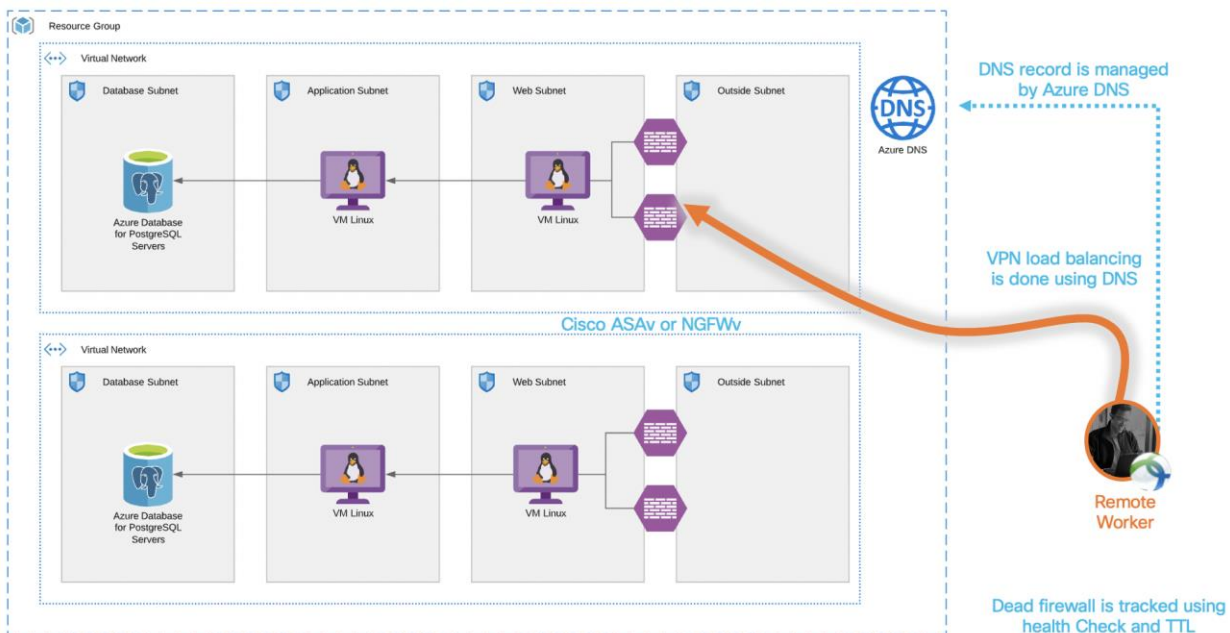 Resource Group
Virtual Network
Database Subnet
Application Subnet
Web Subnet
Outside Subnet
Azure Database
for PostgreSQL
Servers
VM Linux
VM Linux
DNS
Azure DNS
DNS record is managed
by Azure DNS
VPN load balancing
is done using DNS
Cisco ASAv or NGFWv
Virtual Network
Database Subnet
Application Subnet
Web Subnet
Outside Subnet
Azure Database
for PostgreSQL
Servers
VM Linux
VM Linux
Remote
Worker
Dead firewall is tracked using
health Check and TTL